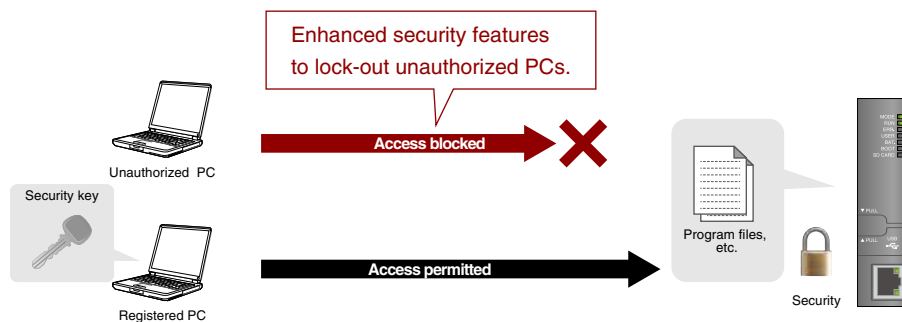 Enhanced security features
to lock-out unauthorized PCs.
Access blocked
Unauthorized PC
Security key
Registered PC
Access permitted
Program files,
etc.
Security
MODE
RUN
ERR.
USER
BAT.
BOOT
SD CARD
▼ PULL
▲ PULL
USB